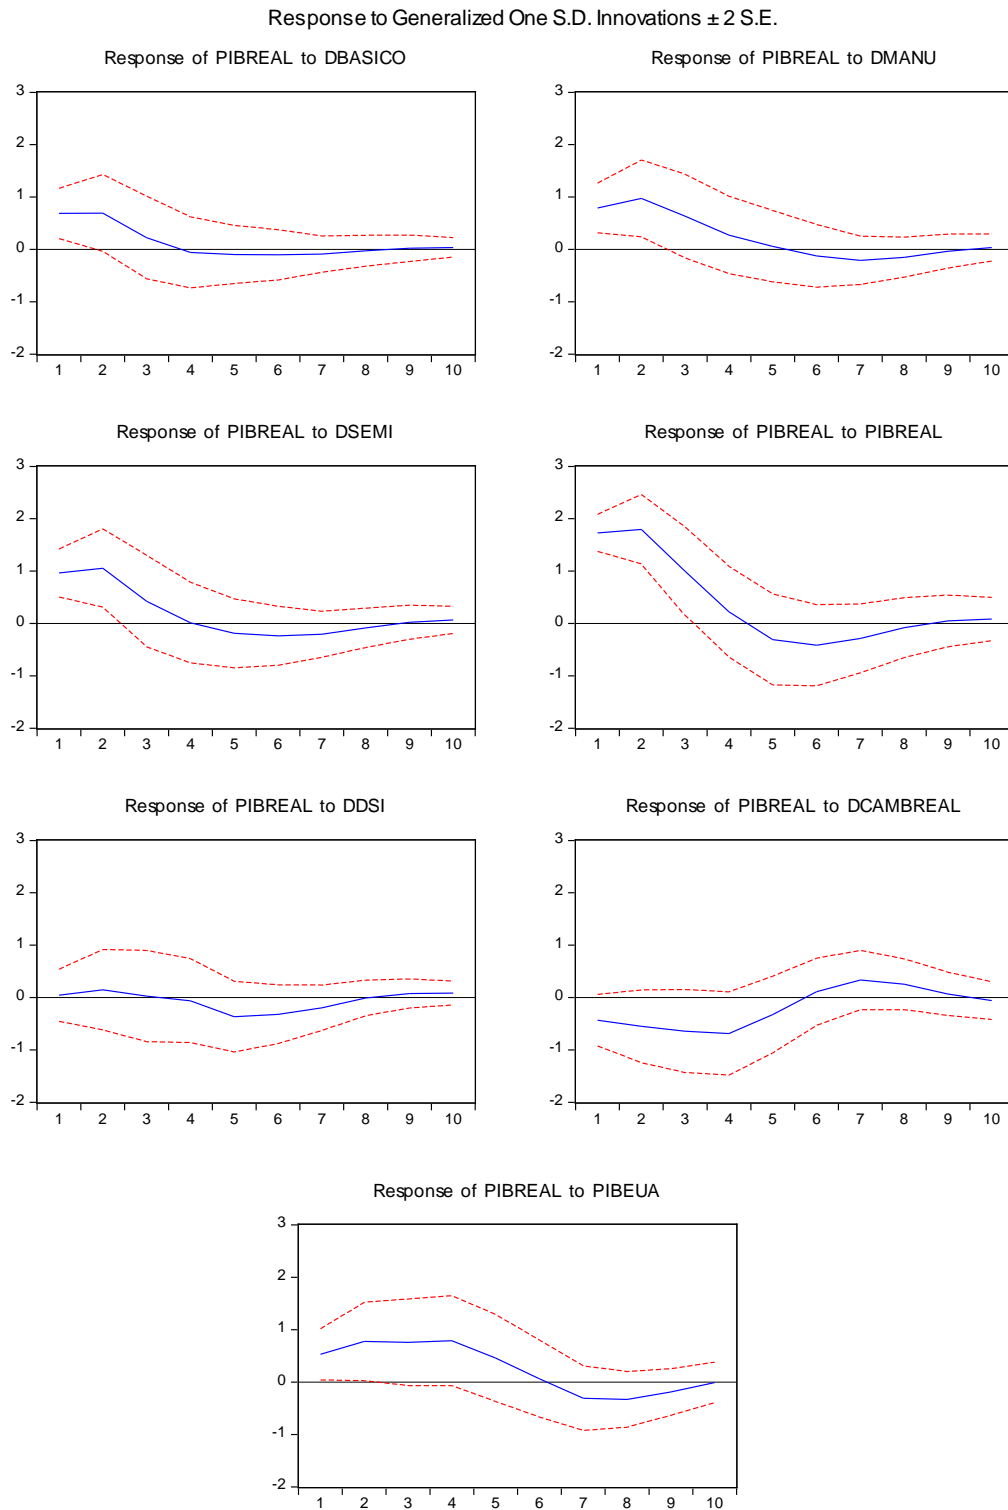 Response to Generalized One S.D. Innovations ± 2 S.E.
Response of PIBREAL to DBASICO
3
2
1
0
-1
-2
1 2 3 4 5 6 7 8 9 10
Response of PIBREAL to DMANU
3
2
1
0
-1
-2
1 2 3 4 5 6 7 8 9 10
Response of PIBREAL to DSEMI
3
2
1
0
-1
-2
1 2 3 4 5 6 7 8 9 10
Response of PIBREAL to PIBREAL
3
2
1
0
-1
-2
1 2 3 4 5 6 7 8 9 10
Response of PIBREAL to DDSI
3
2
1
0
-1
-2
1 2 3 4 5 6 7 8 9 10
Response of PIBREAL to DCAMBREAL
3
2
1
0
-1
-2
1 2 3 4 5 6 7 8 9 10
Response of PIBREAL to PIBEUA
3
2
1
0
-1
-2
1 2 3 4 5 6 7 8 9 10